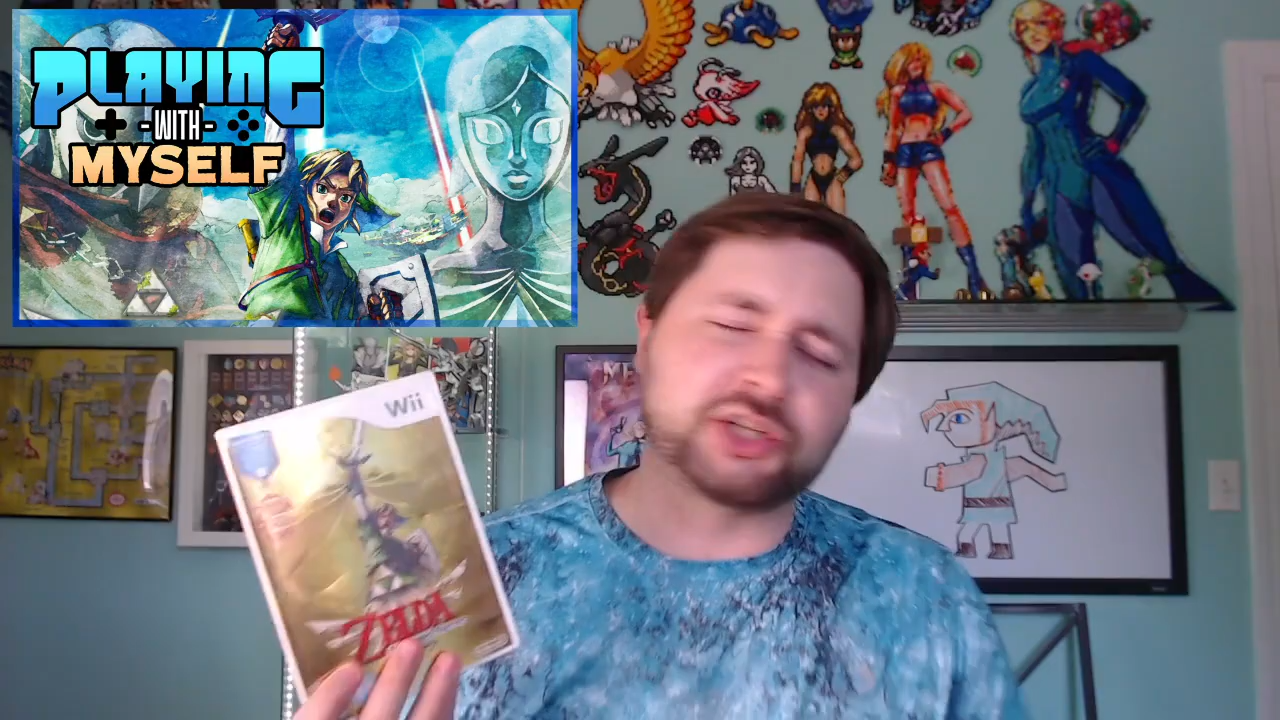 PLAYING
-WITH-
MYSELF
Wii
ZELDA